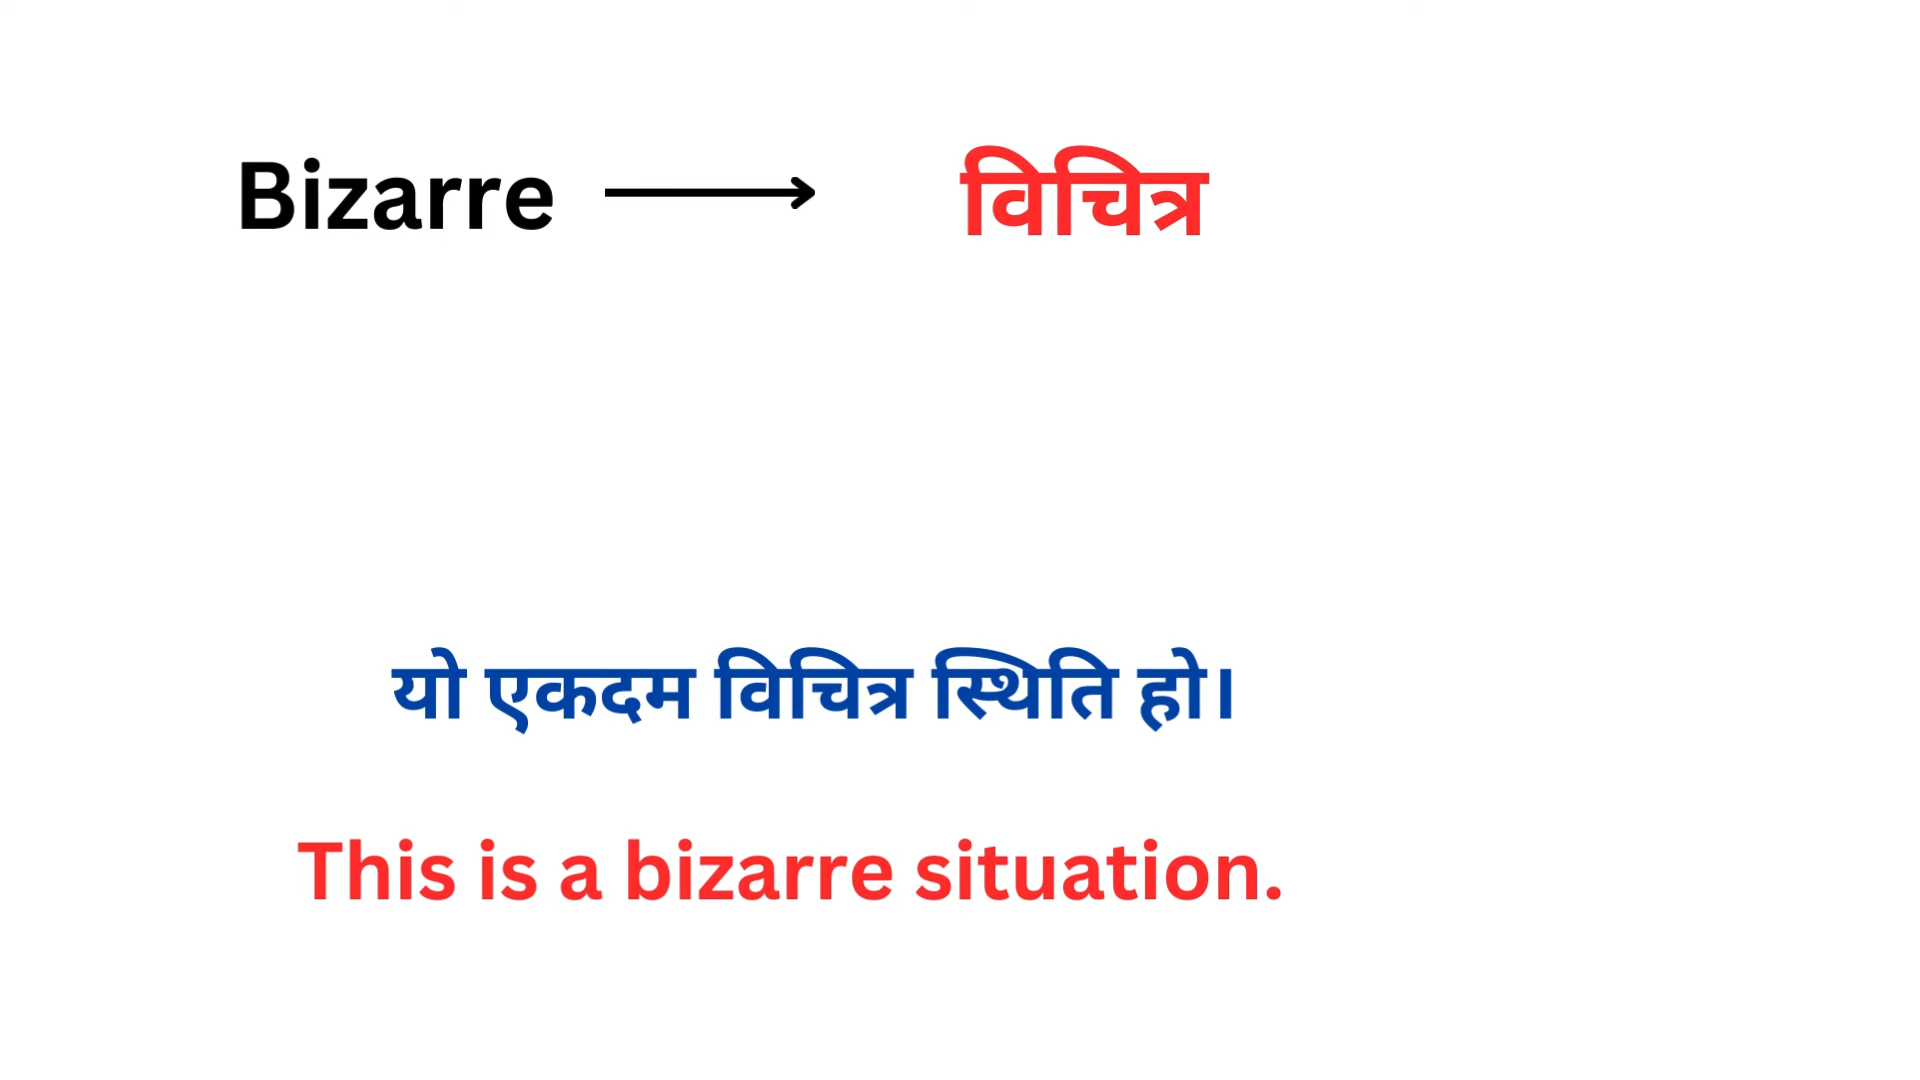 Bizarre → विचित्र
यो एकदम विचित्र स्थिति हो।
This is a bizarre situation.